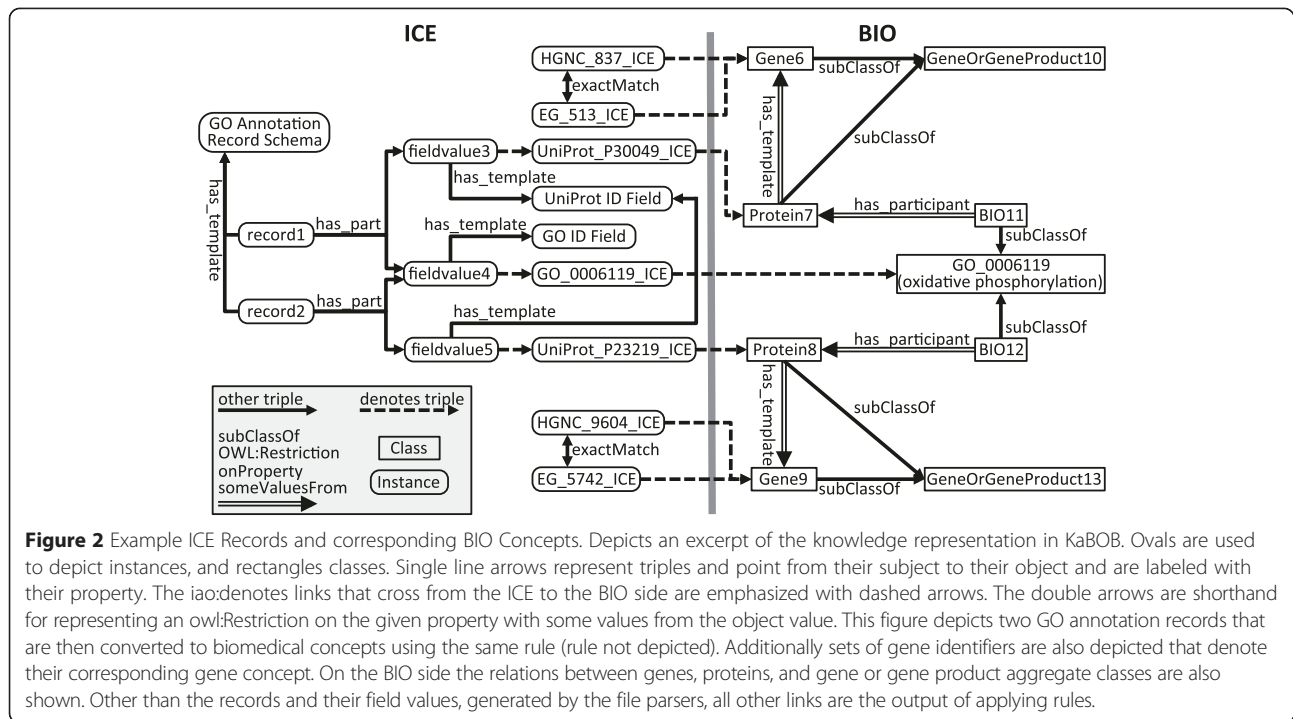 ICE
BIO
HGNC_837_ICE
exactMatch
EG_513_ICE
Gene6
subClassOf
GeneOrGeneProduct10
GO Annotation
Record Schema
has_template
fieldvalue3
UniProt_P30049_ICE
has_template
UniProt ID Field
has_template
subClassOf
record1
has_part
has_template
GO ID Field
Protein7
has_participant
BIO11
subClassOf
fieldvalue4
GO_0006119_ICE
GO_0006119
(oxidative phosphorylation)
record2
has_part
has_template
subClassOf
fieldvalue5
UniProt_P23219_ICE
Protein8
has_participant
BIO12
has_template
subClassOf
HGNC_9604_ICE
exactMatch
EG_5742_ICE
Gene9
subClassOf
GeneOrGeneProduct13
other triple
denotes triple
subClassOf
OWL:Restriction
onProperty
someValuesFrom
Class
Instance
Figure 2 Example ICE Records and corresponding BIO Concepts. Depicts an excerpt of the knowledge representation in KaBOB. Ovals are used
to depict instances, and rectangles classes. Single line arrows represent triples and point from their subject to their object and are labeled with
their property. The iao:denotes links that cross from the ICE to the BIO side are emphasized with dashed arrows. The double arrows are shorthand
for representing an owl:Restriction on the given property with some values from the object value. This figure depicts two GO annotation records that
are then converted to biomedical concepts using the same rule (rule not depicted). Additionally sets of gene identifiers are also depicted that denote
their corresponding gene concept. On the BIO side the relations between genes, proteins, and gene or gene product aggregate classes are also
shown. Other than the records and their field values, generated by the file parsers, all other links are the output of applying rules.